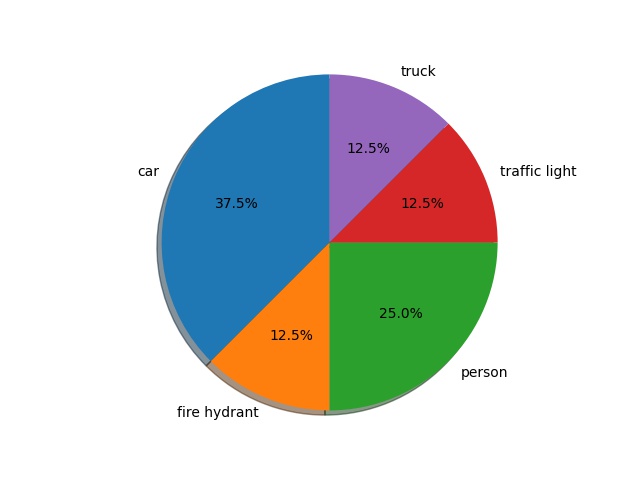 truck
12.5%
car
traffic light
37.5%
12.5%
25.0%
12.5%
person
fire hydrant